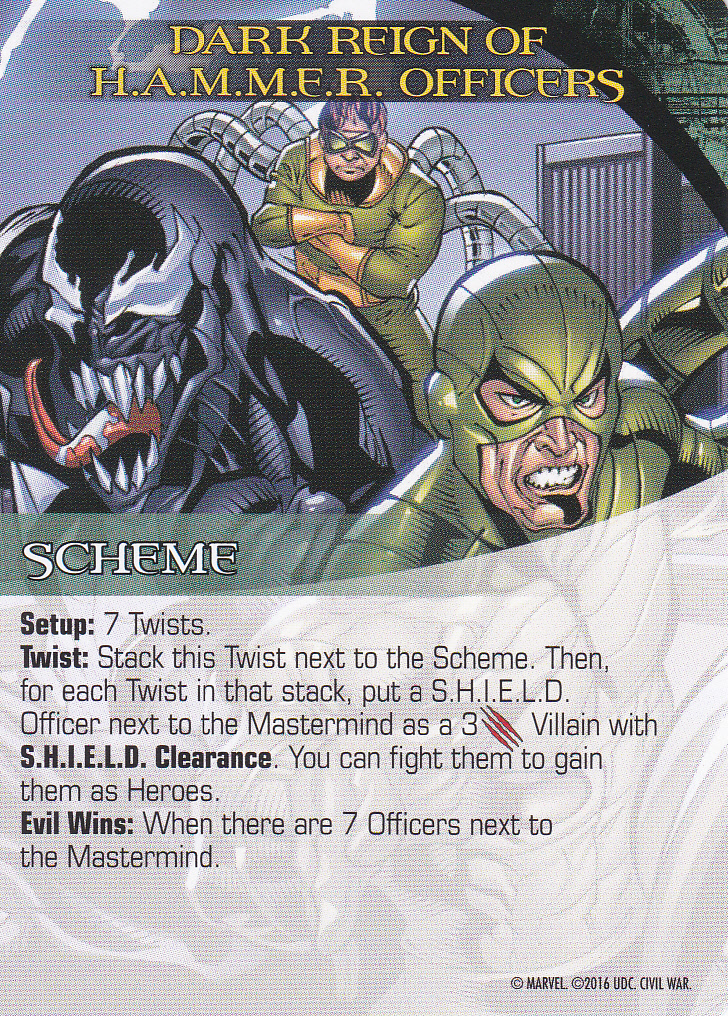 DARK REIGN OF
H.A.M.M.E.R. OFFICERS
SCHEME
Setup: 7 Twists.
Twist: Stack this Twist next to the Scheme. Then,
for each Twist in that stack, put a S.H.I.E.L.D.
Officer next to the Mastermind as a 3 Villain with
S.H.I.E.L.D. Clearance. You can fight them to gain
them as Heroes.
Evil Wins: When there are 7 Officers next to
the Mastermind.
© MARVEL. ©2016 UDC. CIVIL WAR.